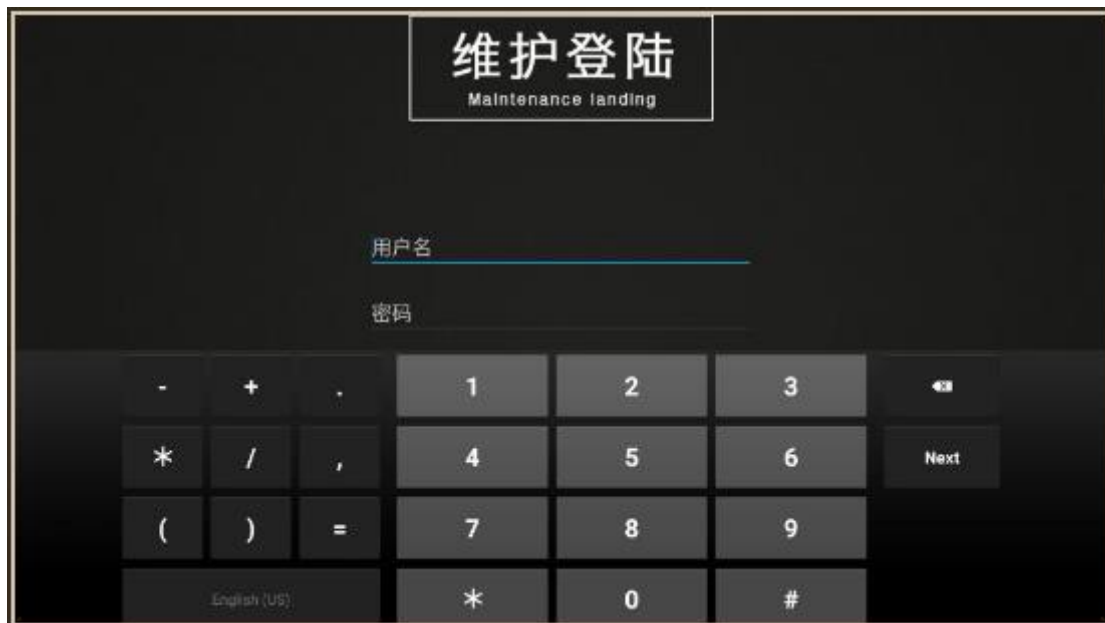 维护登陆
Maintenance landing
用户名
密码
- + . 1 2 3
* / , 4 5 6 Next
( ) = 7 8 9
English (US) * 0 #